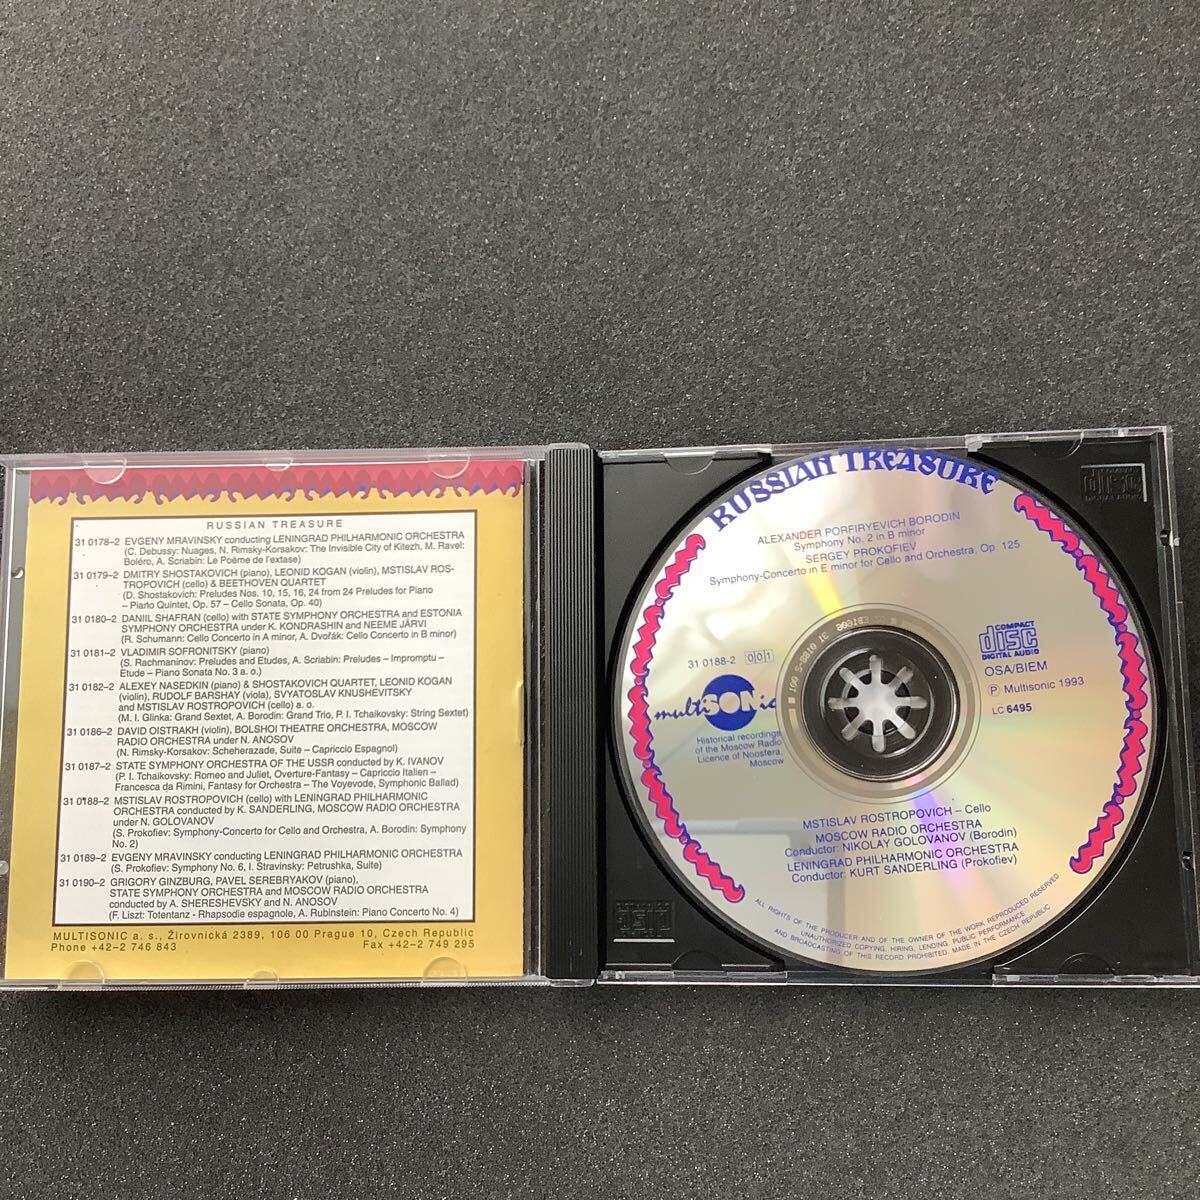 RUSSIAN TREASURE
31 0178–2 EVGENY MRAVINSKY conducting LENINGRAD PHILHARMONIC ORCHESTRA
(C. Debussy: Nuages, N. Rimsky-Korsakov: The Invisible City of Kitezh, M. Ravel:
Boléro, A. Scriabin: Le Poème de l'extase)
31 0179–2 DMITRY SHOSTAKOVICH (piano), LEONID KOGAN (violin), MSTISLAV ROS-
TROPOVICH (cello) & BEETHOVEN QUARTET
(D. Shostakovich: Preludes Nos. 10, 15, 16, 24 from 24 Preludes for Piano
– Piano Quintet, Op. 57 – Cello Sonata, Op. 40)
31 0180–2 DANIIL SHAFRAN (cello) with STATE SYMPHONY ORCHESTRA and ESTONIA
SYMPHONY ORCHESTRA under K. KONDRASHIN and NEEME JÄRVI
(R. Schumann: Cello Concerto in A minor, A. Dvořák: Cello Concerto in B minor)
31 0181–2 VLADIMIR SOFRONITSKY (piano)
(S. Rachmaninov: Preludes and Etudes, A. Scriabin: Preludes – Impromptu –
Etude – Piano Sonata No. 3 a. o.)
31 0182–2 ALEXEY NASEDKIN (piano) & SHOSTAKOVICH QUARTET, LEONID KOGAN
(violin), RUDOLF BARSHAY (viola), SVYATOSLAV KNUSHEVITSKY
and MSTISLAV ROSTROPOVICH (cello) a. o.
(M. I. Glinka: Grand Sextet, A. Borodin: Grand Trio, P. I. Tchaikovsky: String Sextet)
31 0186–2 DAVID OISTRAKH (violin), BOLSHOI THEATRE ORCHESTRA, MOSCOW
RADIO ORCHESTRA under N. ANOSOV
(N. Rimsky-Korsakov: Scheherazade, Suite – Capriccio Espagnol)
31 0187–2 STATE SYMPHONY ORCHESTRA OF THE USSR conducted by K. IVANOV
(P. I. Tchaikovsky: Romeo and Juliet, Overture-Fantasy – Capriccio Italien –
Francesca da Rimini, Fantasy for Orchestra – The Voyevode, Symphonic Ballad)
31 0188–2 MSTISLAV ROSTROPOVICH (cello) with LENINGRAD PHILHARMONIC
ORCHESTRA conducted by K. SANDERLING, MOSCOW RADIO ORCHESTRA
under N. GOLOVANOV
(S. Prokofiev: Symphony-Concerto for Cello and Orchestra, A. Borodin: Symphony
No. 2)
31 0189–2 EVGENY MRAVINSKY conducting LENINGRAD PHILHARMONIC ORCHESTRA
(S. Prokofiev: Symphony No. 6, I. Stravinsky: Petrushka, Suite)
31 0190–2 GRIGORY GINZBURG, PAVEL SEREBRYAKOV (piano),
STATE SYMPHONY ORCHESTRA and MOSCOW RADIO ORCHESTRA
conducted by A. SHERESHEVSKY and N. ANOSOV
(F. Liszt: Totentanz - Rhapsodie espagnole, A. Rubinstein: Piano Concerto No. 4)
MULTISONIC a. s., Žirovnická 2389, 106 00 Prague 10, Czech Republic
Phone +42–2 746 843 Fax +42–2 749 295
RUSSIAN TREASURE
ALEXANDER PORFIRYEVICH BORODIN
Symphony No. 2 in B minor
SERGEY PROKOFIEV
Symphony-Concerto in E minor for Cello and Orchestra, Op. 125
31 0188-2 001
multiSONic
Historical recordings
of the Moscow Radio
Licence of Noosfera,
Moscow
COMPACT
disc
DIGITAL AUDIO
OSA/BIEM
Ⓟ Multisonic 1993
LC 6495
MSTISLAV ROSTROPOVICH – Cello
MOSCOW RADIO ORCHESTRA
Conductor: NIKOLAY GOLOVANOV (Borodin)
LENINGRAD PHILHARMONIC ORCHESTRA
Conductor: KURT SANDERLING (Prokofiev)
ALL RIGHTS OF THE PRODUCER AND OF THE OWNER OF THE WORK REPRODUCED RESERVED
UNAUTHORIZED COPYING, HIRING, LENDING, PUBLIC PERFORMANCE
AND BROADCASTING OF THIS RECORD PROHIBITED. MADE IN THE CZECH REPUBLIC
COMPACT
disc
DIGITAL AUDIO